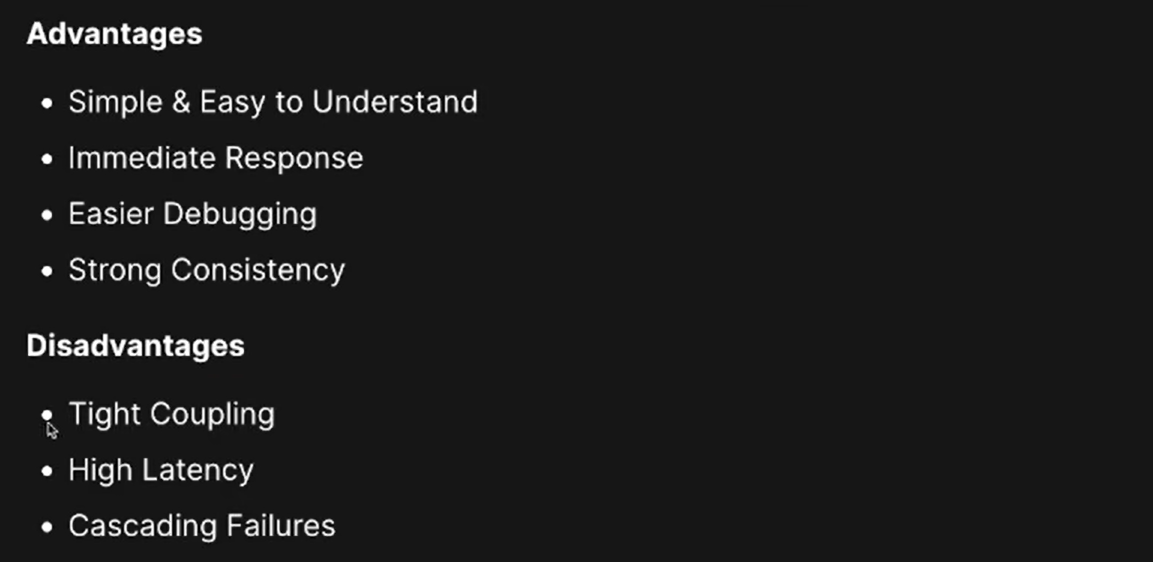 Advantages
• Simple & Easy to Understand
• Immediate Response
• Easier Debugging
• Strong Consistency
Disadvantages
• Tight Coupling
• High Latency
• Cascading Failures